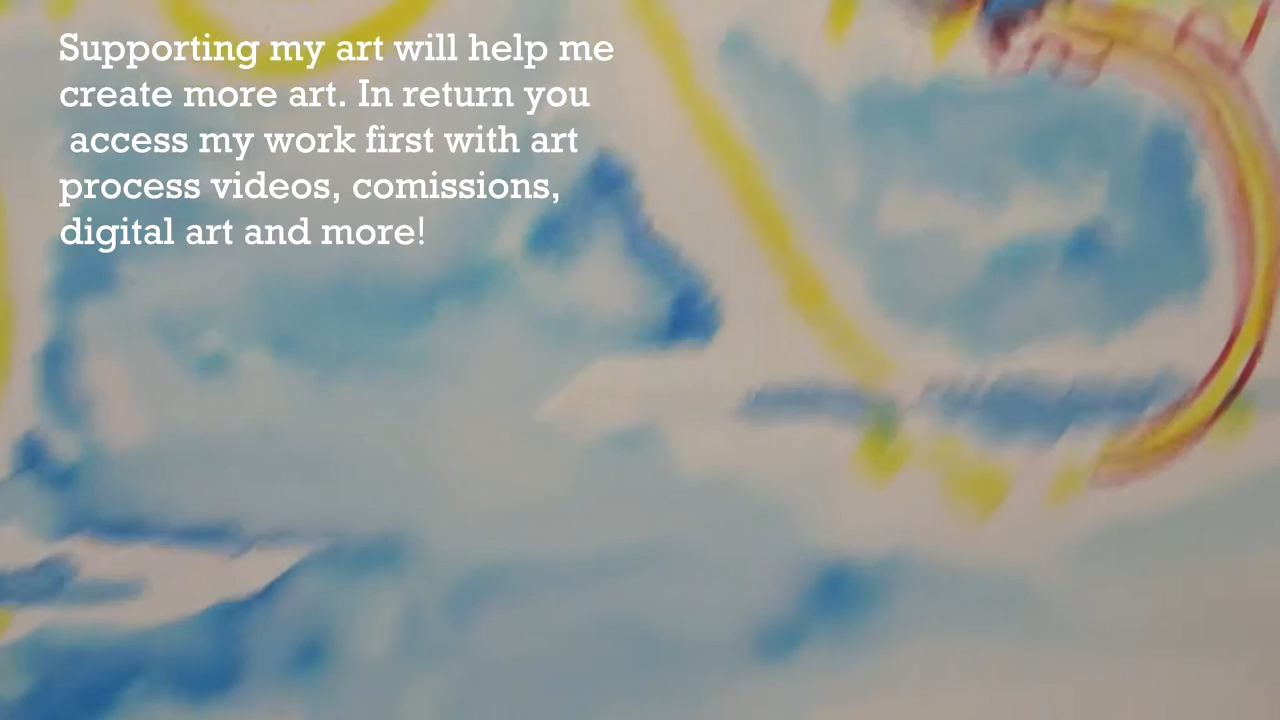 Supporting my art will help me
create more art. In return you
access my work first with art
process videos, comissions,
digital art and more!